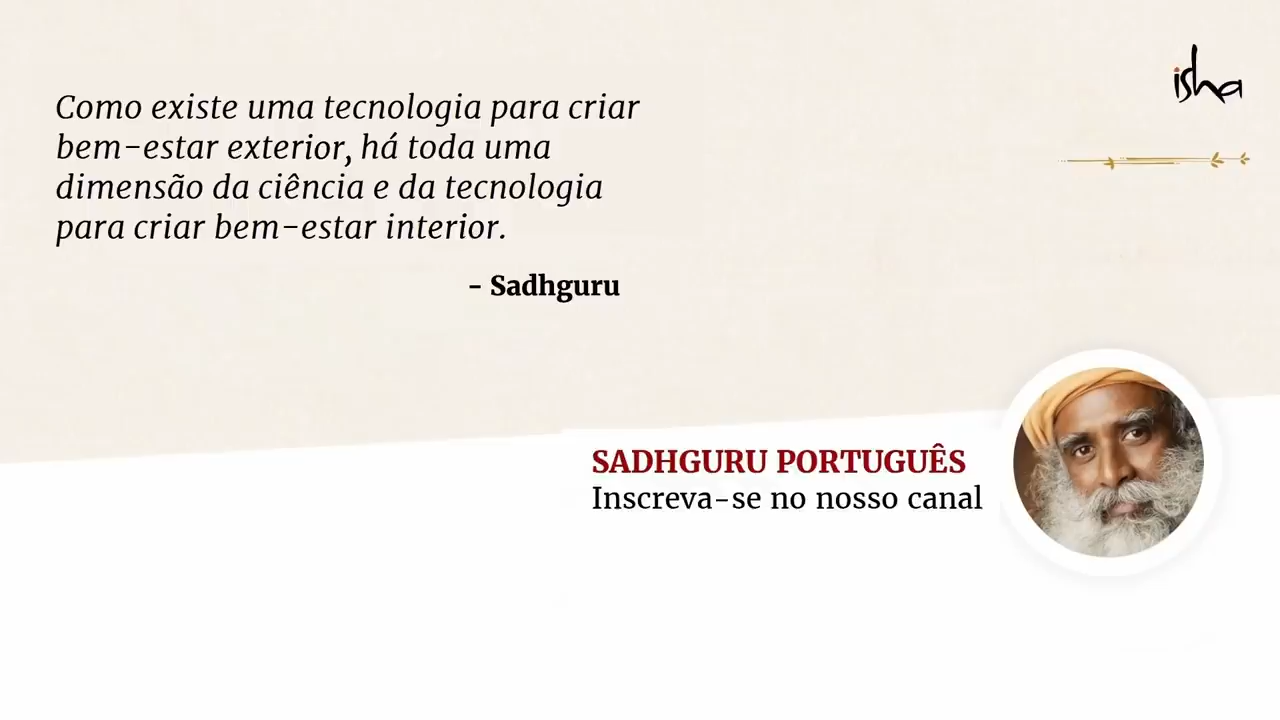 isha
Como existe uma tecnologia para criar
bem-estar exterior, há toda uma
dimensão da ciência e da tecnologia
para criar bem-estar interior.
- Sadhguru
SADHGURU PORTUGUÊS
Inscreva-se no nosso canal